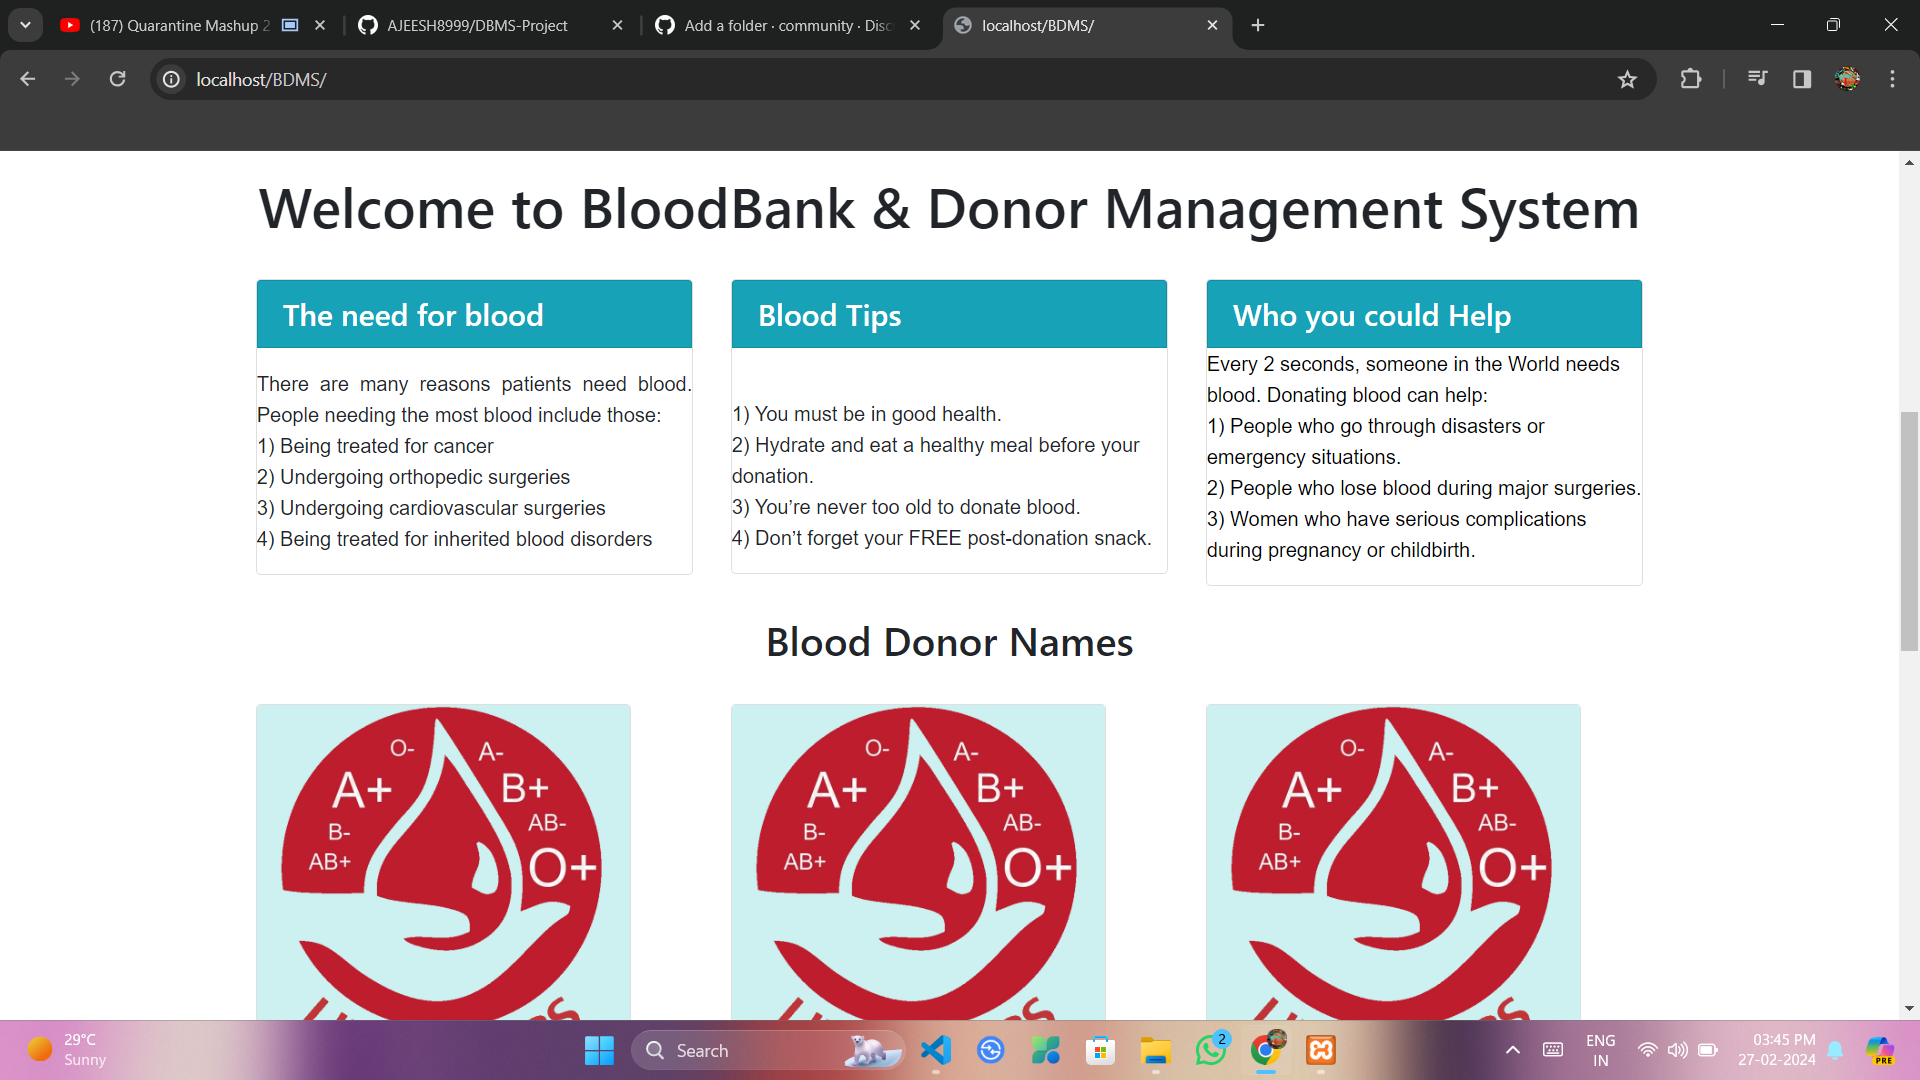 (187) Quarantine Mashup 2
AJEESH8999/DBMS-Project
Add a folder · community · Disc
localhost/BDMS/
localhost/BDMS/
Welcome to BloodBank & Donor Management System
The need for blood
There are many reasons patients need blood.
People needing the most blood include those:
1) Being treated for cancer
2) Undergoing orthopedic surgeries
3) Undergoing cardiovascular surgeries
4) Being treated for inherited blood disorders
Blood Tips
1) You must be in good health.
2) Hydrate and eat a healthy meal before your
donation.
3) You’re never too old to donate blood.
4) Don’t forget your FREE post-donation snack.
Who you could Help
Every 2 seconds, someone in the World needs
blood. Donating blood can help:
1) People who go through disasters or
emergency situations.
2) People who lose blood during major surgeries.
3) Women who have serious complications
during pregnancy or childbirth.
Blood Donor Names
O- A-
A+ B+
B- AB-
AB+ O+
O- A-
A+ B+
B- AB-
AB+ O+
O- A-
A+ B+
B- AB-
AB+ O+
29°C
Sunny
Search
2
ENG
IN
03:45 PM
27-02-2024
PRE